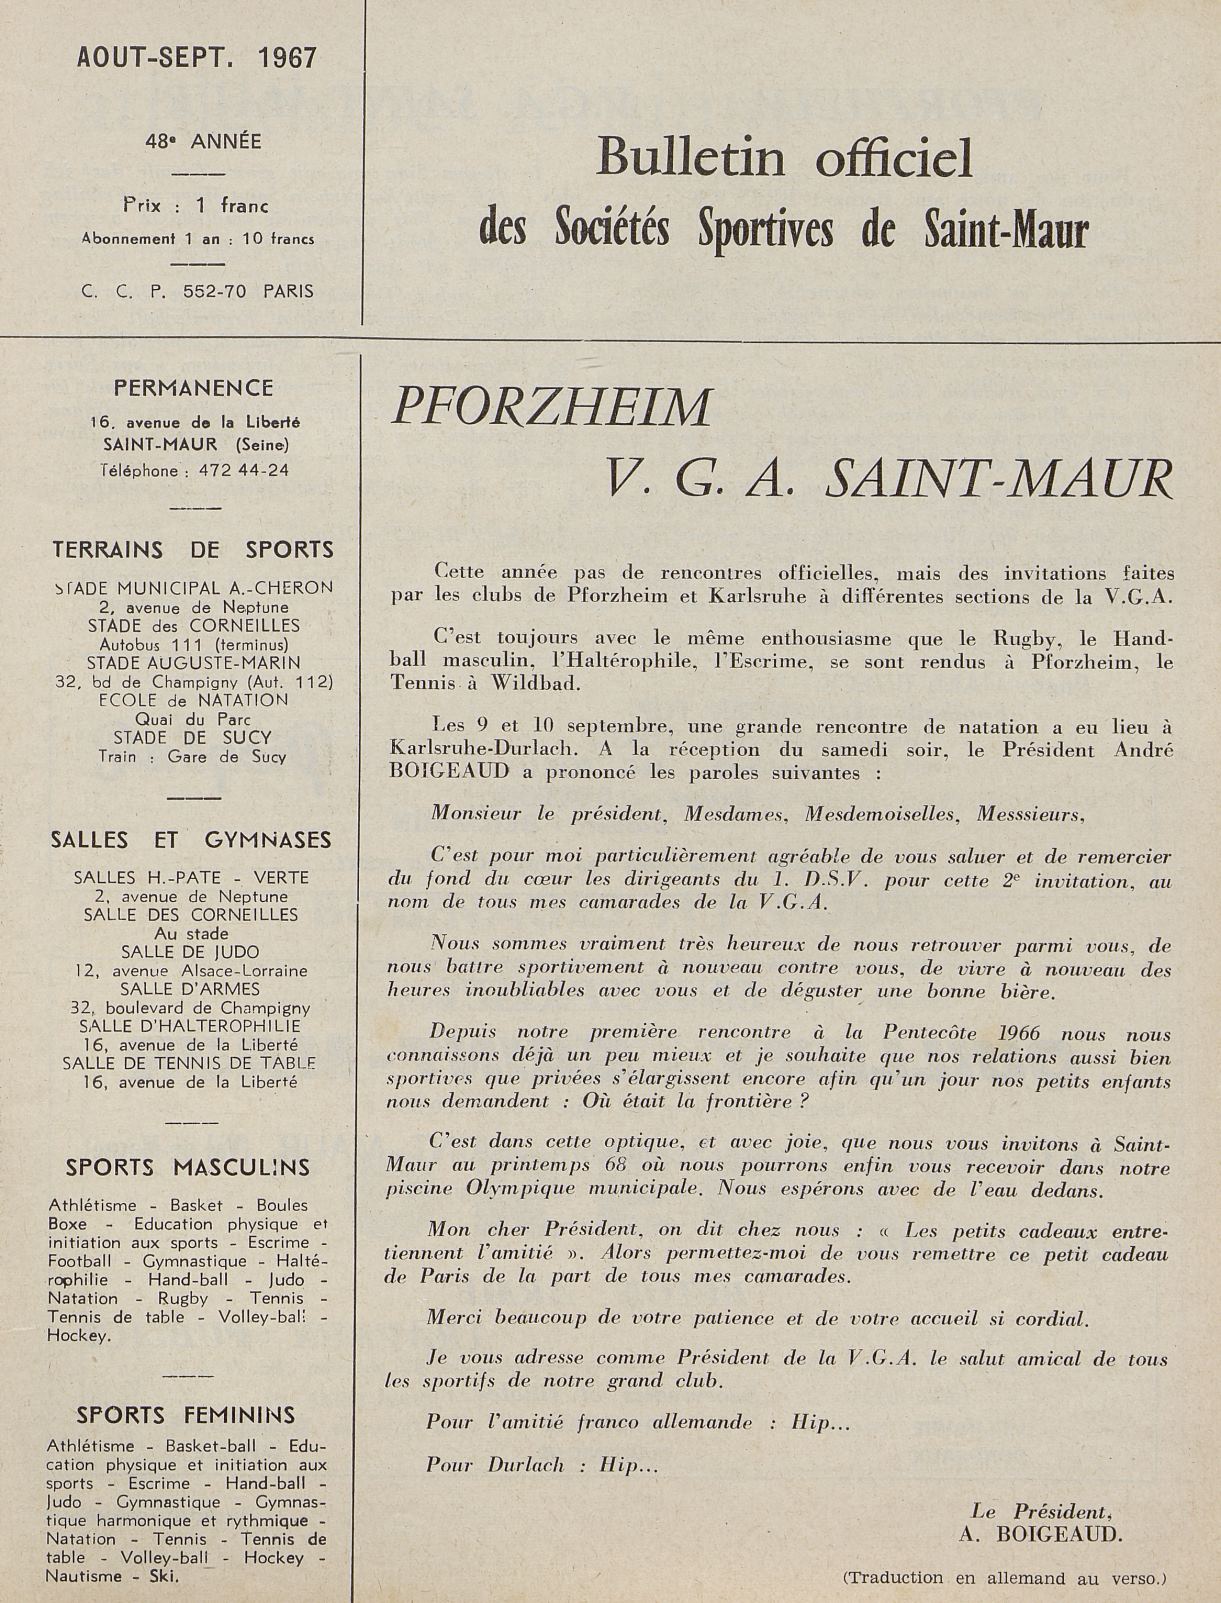 AOUT-SEPT. 1967
48e ANNÉE
Prix : 1 franc
Abonnement 1 an : 10 francs
C. C. P. 552-70 PARIS
Bulletin officiel
des Sociétés Sportives de Saint-Maur
PERMANENCE
16, avenue de la Liberté
SAINT-MAUR (Seine)
Téléphone : 472 44-24
TERRAINS DE SPORTS
STADE MUNICIPAL A.-CHERON
2, avenue de Neptune
STADE des CORNEILLES
Autobus 111 (terminus)
STADE AUGUSTE-MARIN
32, bd de Champigny (Aut. 112)
ECOLE de NATATION
Quai du Parc
STADE DE SUCY
Train : Gare de Sucy
SALLES ET GYMNASES
SALLES H.-PATE - VERTE
2, avenue de Neptune
SALLE DES CORNEILLES
Au stade
SALLE DE JUDO
12, avenue Alsace-Lorraine
SALLE D'ARMES
32, boulevard de Champigny
SALLE D'HALTEROPHILIE
16, avenue de la Liberté
SALLE DE TENNIS DE TABLE
16, avenue de la Liberté
SPORTS MASCULINS
Athlétisme - Basket - Boules
Boxe - Education physique et
initiation aux sports - Escrime -
Football - Gymnastique - Halté-
rophilie - Hand-ball - Judo -
Natation - Rugby - Tennis -
Tennis de table - Volley-ball -
Hockey.
SPORTS FEMININS
Athlétisme - Basket-ball - Edu-
cation physique et initiation aux
sports - Escrime - Hand-ball -
Judo - Gymnastique - Gymnas-
tique harmonique et rythmique -
Natation - Tennis - Tennis de
table - Volley-ball - Hockey -
Nautisme - Ski.
PFORZHEIM
V. G. A. SAINT-MAUR
Cette année pas de rencontres officielles, mais des invitations faites
par les clubs de Pforzheim et Karlsruhe à différentes sections de la V.G.A.
C'est toujours avec le même enthousiasme que le Rugby, le Hand-
ball masculin, l'Haltérophile, l'Escrime, se sont rendus à Pforzheim, le
Tennis à Wildbad.
Les 9 et 10 septembre, une grande rencontre de natation a eu lieu à
Karlsruhe-Durlach. A la réception du samedi soir, le Président André
BOIGEAUD a prononcé les paroles suivantes :
Monsieur le président, Mesdames, Mesdemoiselles, Messsieurs,
C'est pour moi particulièrement agréable de vous saluer et de remercier
du fond du cœur les dirigeants du 1. D.S.V. pour cette 2e invitation, au
nom de tous mes camarades de la V.G.A.
Nous sommes vraiment très heureux de nous retrouver parmi vous, de
nous battre sportivement à nouveau contre vous, de vivre à nouveau des
heures inoubliables avec vous et de déguster une bonne bière.
Depuis notre première rencontre à la Pentecôte 1966 nous nous
connaissons déjà un peu mieux et je souhaite que nos relations aussi bien
sportives que privées s'élargissent encore afin qu'un jour nos petits enfants
nous demandent : Où était la frontière ?
C'est dans cette optique, et avec joie, que nous vous invitons à Saint-
Maur au printemps 68 où nous pourrons enfin vous recevoir dans notre
piscine Olympique municipale. Nous espérons avec de l'eau dedans.
Mon cher Président, on dit chez nous : « Les petits cadeaux entre-
tiennent l'amitié ». Alors permettez-moi de vous remettre ce petit cadeau
de Paris de la part de tous mes camarades.
Merci beaucoup de votre patience et de votre accueil si cordial.
Je vous adresse comme Président de la V.G.A. le salut amical de tous
les sportifs de notre grand club.
Pour l'amitié franco allemande : Hip...
Pour Durlach : Hip...
Le Président,
A. BOIGEAUD.
(Traduction en allemand au verso.)